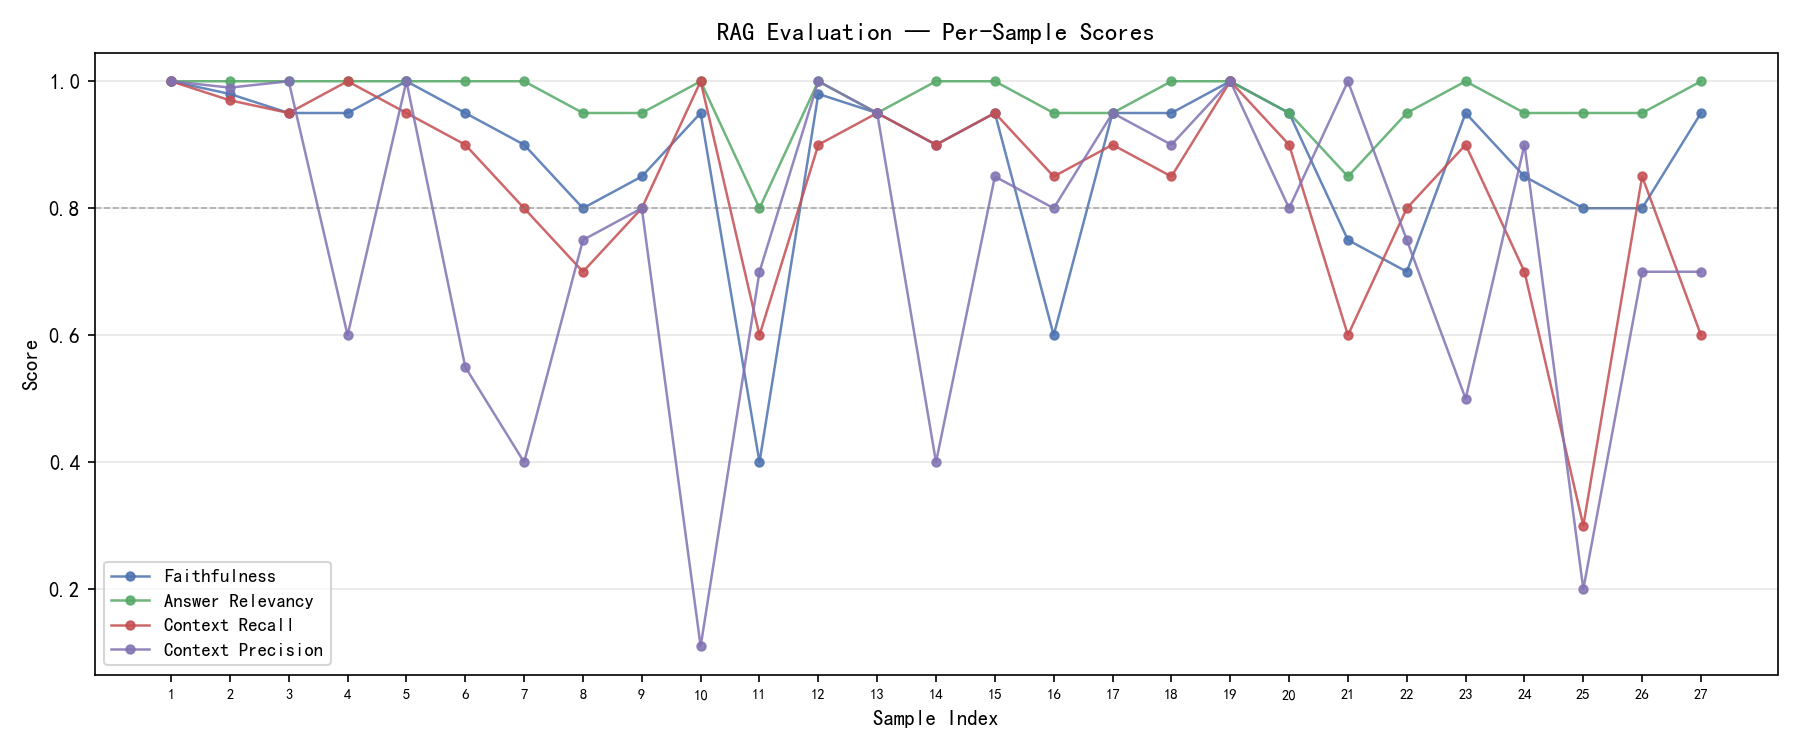 RAG Evaluation — Per-Sample Scores
1.0
0.8
0.6
0.4
0.2
Score
Faithfulness
Answer Relevancy
Context Recall
Context Precision
1 2 3 4 5 6 7 8 9 10 11 12 13 14 15 16 17 18 19 20 21 22 23 24 25 26 27
Sample Index